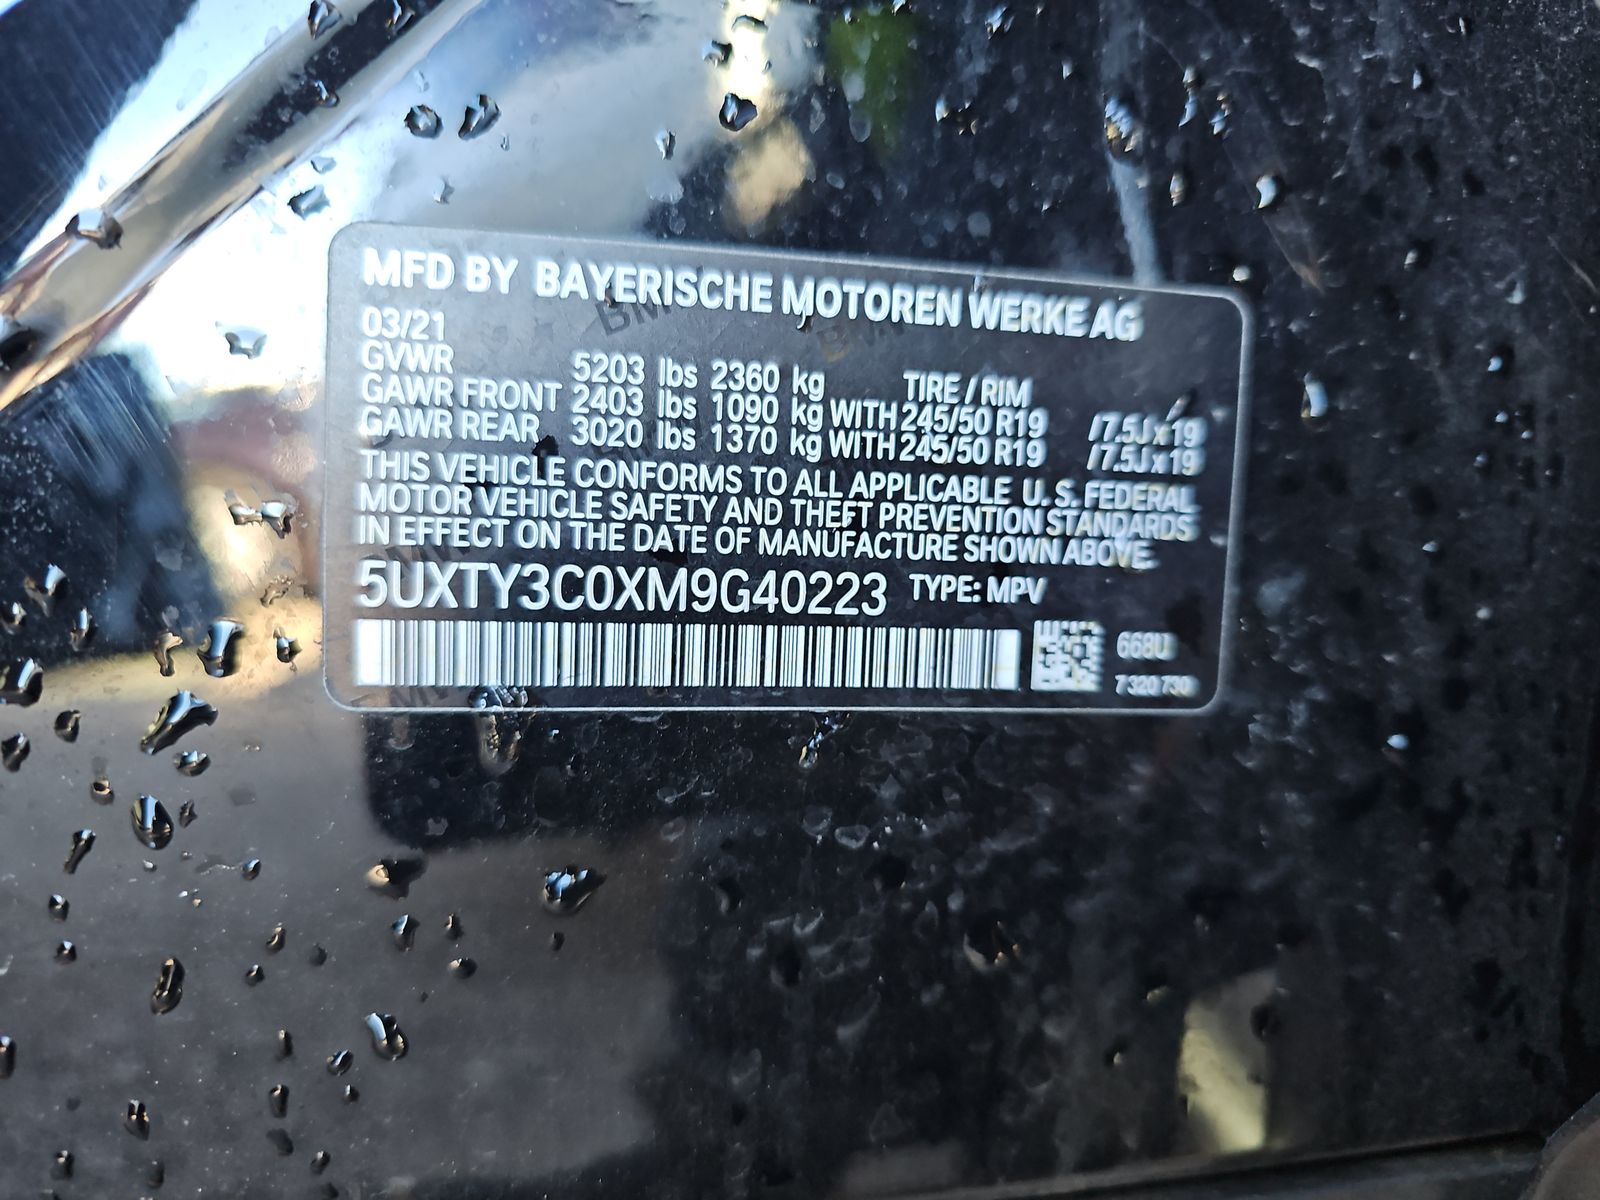 MFD BY BAYERISCHE MOTOREN WERKE AG
03/21
GVWR 5203 lbs 2360 kg TIRE / RIM
GAWR FRONT 2403 lbs 1090 kg WITH 245/50 R19 /7.5J x 19
GAWR REAR 3020 lbs 1370 kg WITH 245/50 R19 /7.5J x 19
THIS VEHICLE CONFORMS TO ALL APPLICABLE U. S. FEDERAL
MOTOR VEHICLE SAFETY AND THEFT PREVENTION STANDARDS
IN EFFECT ON THE DATE OF MANUFACTURE SHOWN ABOVE.
5UXTY3C0XM9G40223 TYPE: MPV
668U
7 320 730